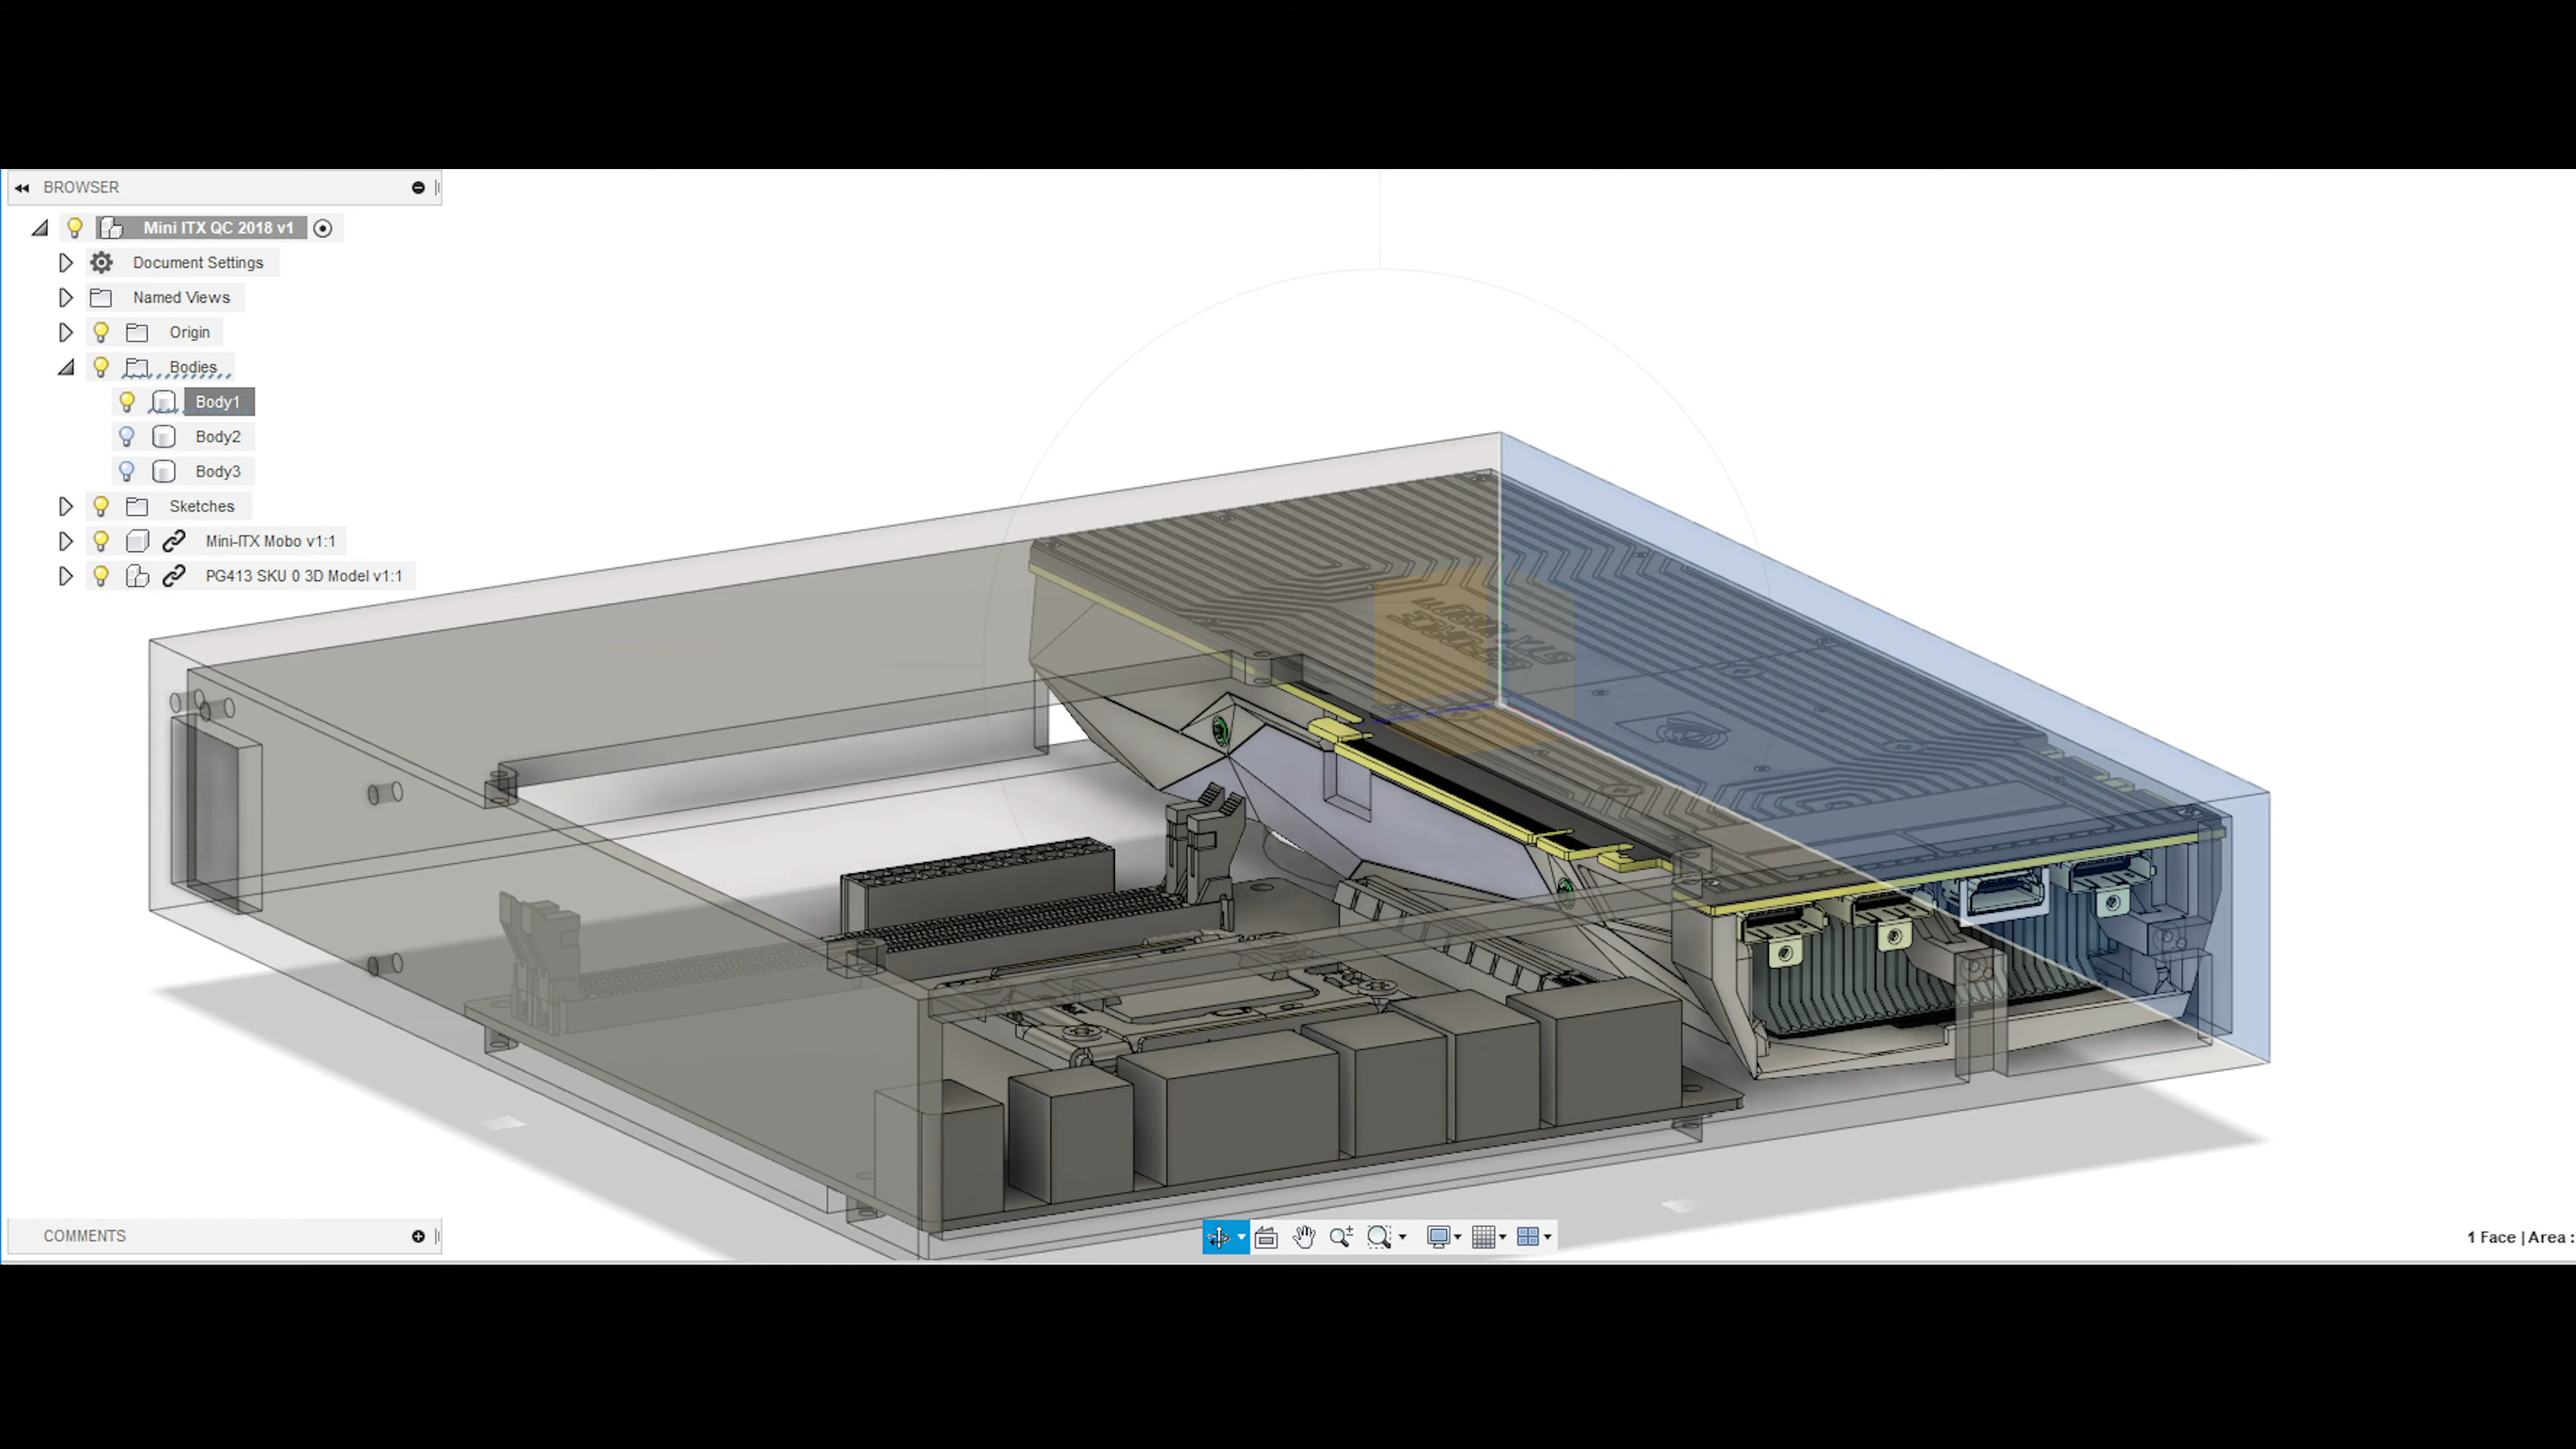 BROWSER
Mini ITX QC 2018 v1
Document Settings
Named Views
Origin
Bodies
Body1
Body2
Body3
Sketches
Mini-ITX Mobo v1:1
PG413 SKU 0 3D Model v1:1
COMMENTS
1 Face | Area :